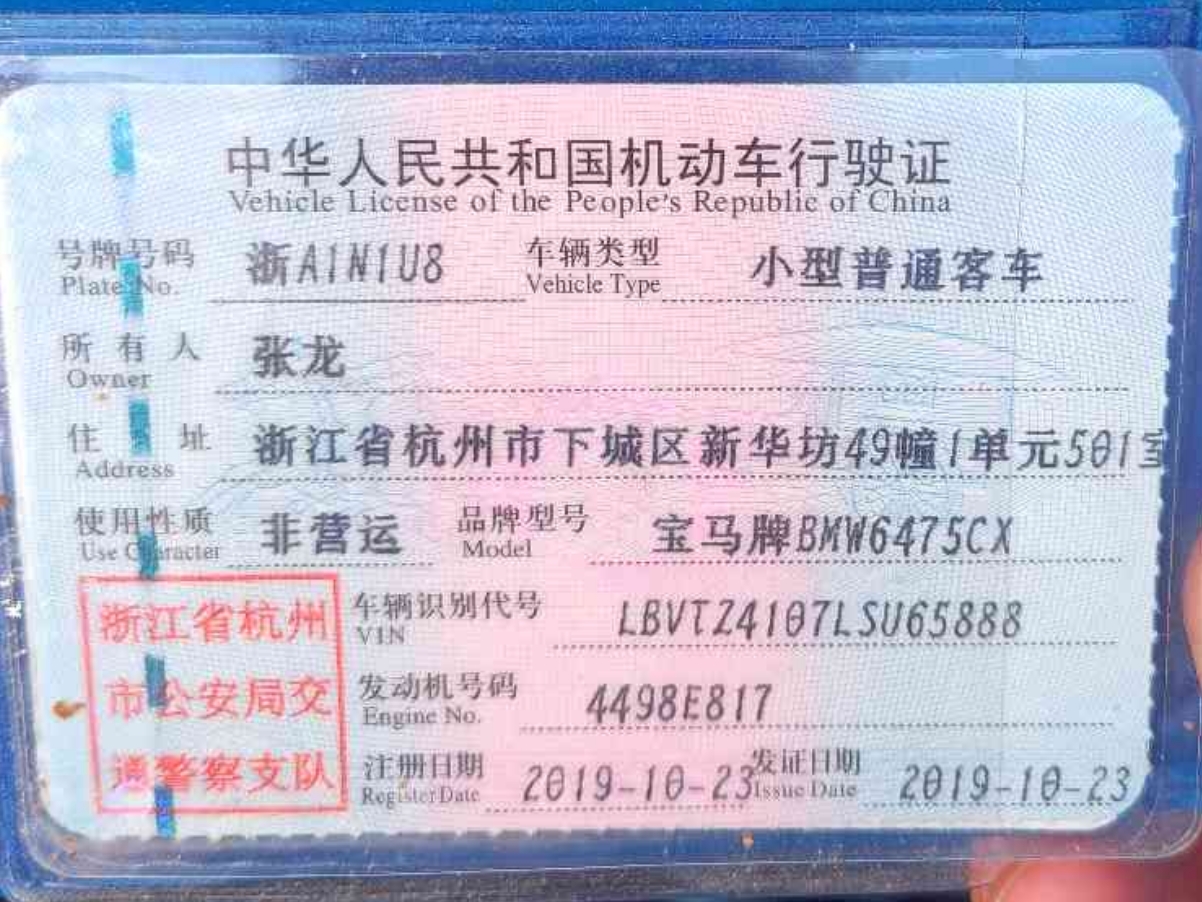 中华人民共和国机动车行驶证
Vehicle License of the People's Republic of China
号牌号码 浙A1N1U8 车辆类型 小型普通客车
Plate No. Vehicle Type
所有人 张龙
Owner
住址 浙江省杭州市下城区新华坊49幢1单元501室
Address
使用性质 非营运 品牌型号 宝马牌BMW6475CX
Use Character Model
浙江省杭州
市公安局交
通警察支队
车辆识别代号 LBVTZ4107LSU65888
VIN
发动机号码 4498E817
Engine No.
注册日期 2019-10-23 发证日期 2019-10-23
Register Date Issue Date